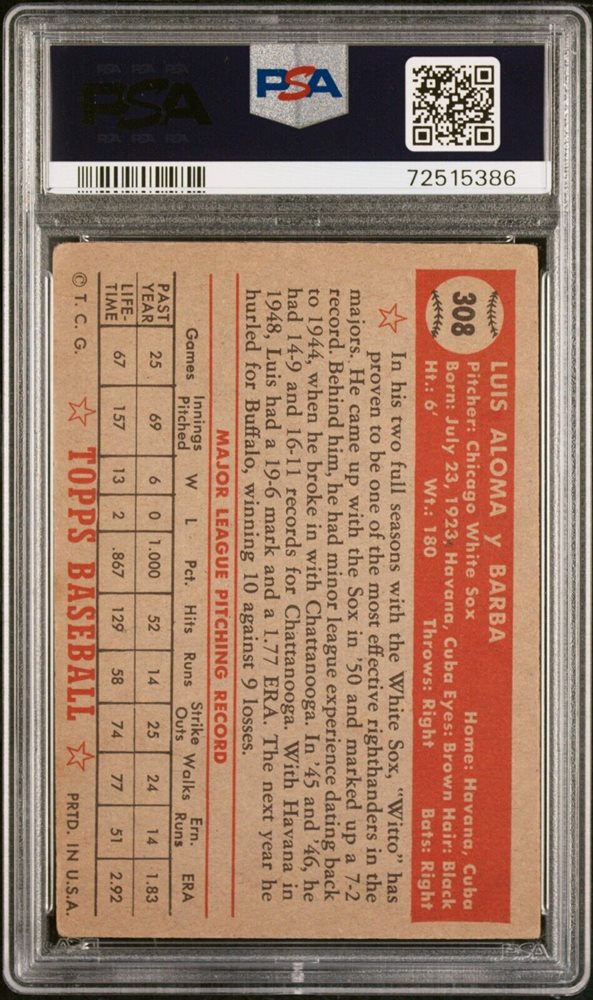 PSA
PSA
72515386
308
LUIS ALOMA y BARBA
Pitcher: Chicago White Sox Home: Havana, Cuba
Born: July 23, 1923, Havana, Cuba Eyes: Brown Hair: Black
Ht.: 6' Wt.: 180 Throws: Right Bats: Right
In his two full seasons with the White Sox, "Witto" has
proven to be one of the most effective righthanders in the
majors. He came up with the Sox in '50 and marked up a 7-2
record. Behind him, he had minor league experience dating back
to 1944, when he broke in with Chattanooga. In '45 and '46, he
had 14-9 and 16-11 records for Chattanooga. With Havana in
1948, Luis had a 19-6 mark and a 1.77 ERA. The next year he
hurled for Buffalo, winning 10 against 9 losses.
MAJOR LEAGUE PITCHING RECORD
Games Innings Pitched W L Pct. Hits Runs Strike Outs Walks Ern. Runs ERA
PAST YEAR 25 69 6 0 1.000 52 14 25 24 14 1.83
LIFE-TIME 67 157 13 2 .867 129 58 74 77 51 2.92
© T. C. G. TOPPS BASEBALL PRTD. IN U.S.A.